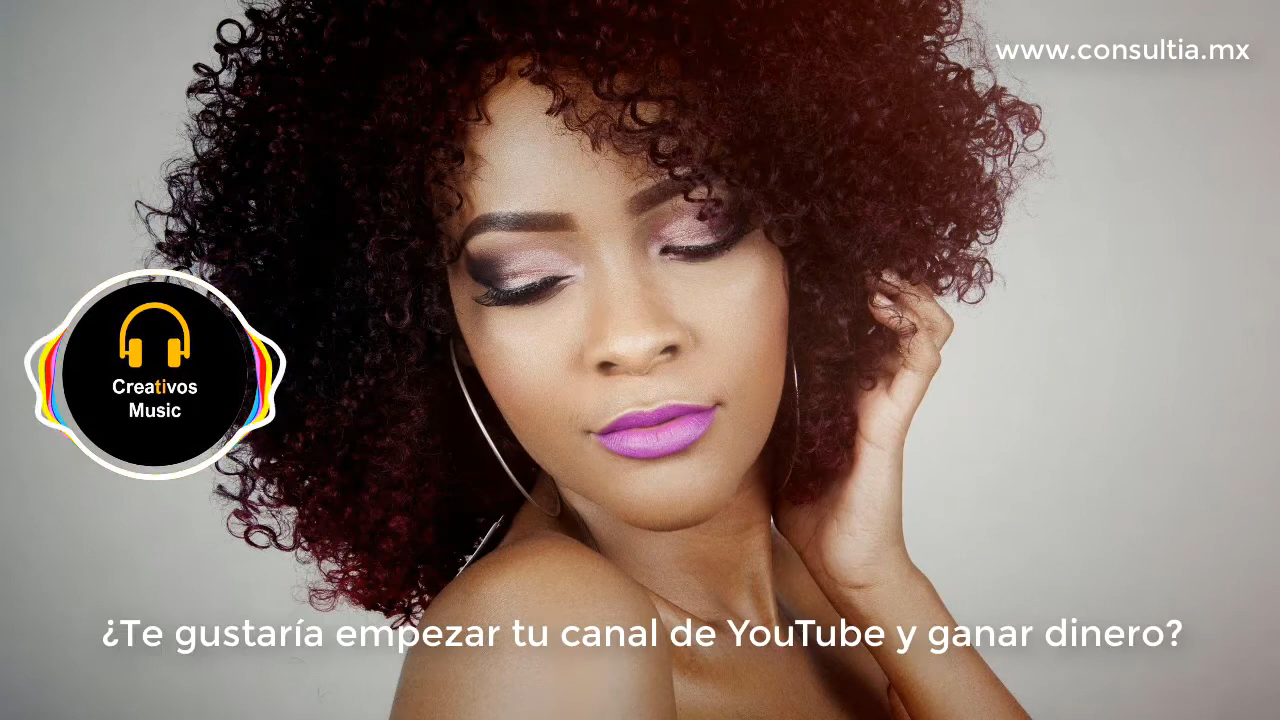 www.consultia.mx
Creativos
Music
¿Te gustaría empezar tu canal de YouTube y ganar dinero?